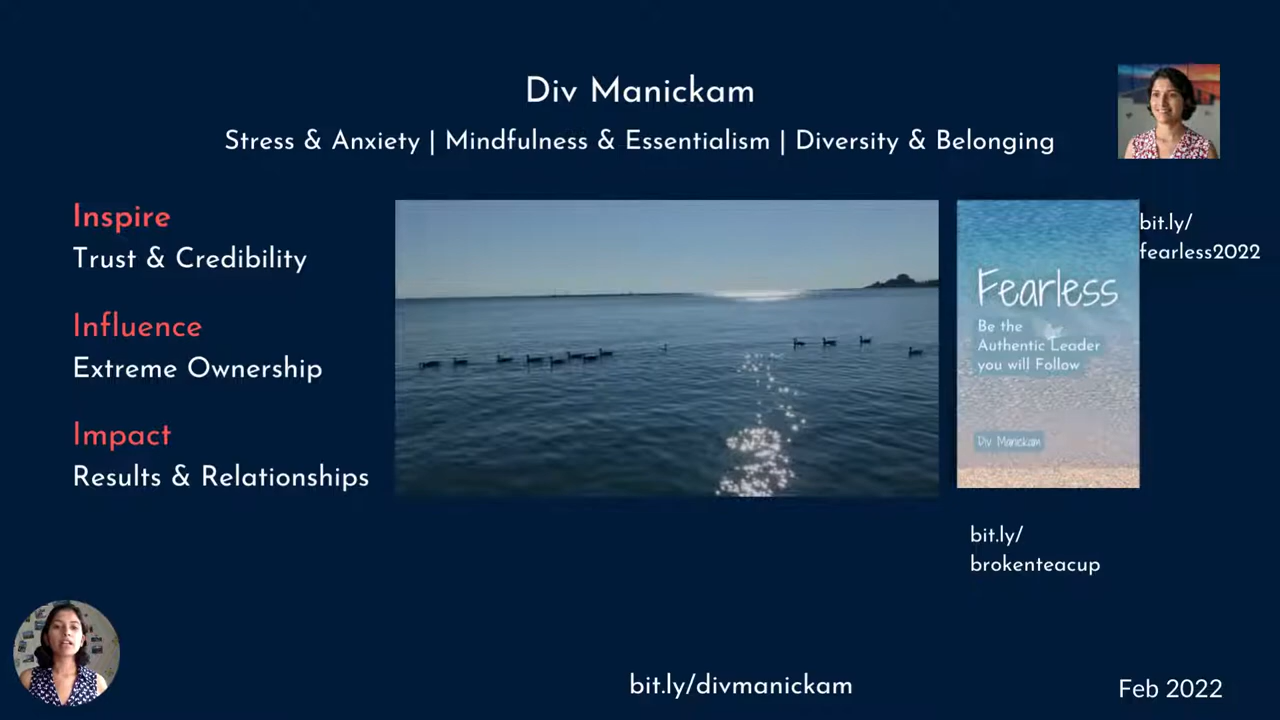 Div Manickam
Stress & Anxiety | Mindfulness & Essentialism | Diversity & Belonging
Inspire
Trust & Credibility
Influence
Extreme Ownership
Impact
Results & Relationships
Fearless
Be the
Authentic Leader
you will Follow
Div Manickam
bit.ly/
fearless2022
bit.ly/
brokenteacup
bit.ly/divmanickam
Feb 2022